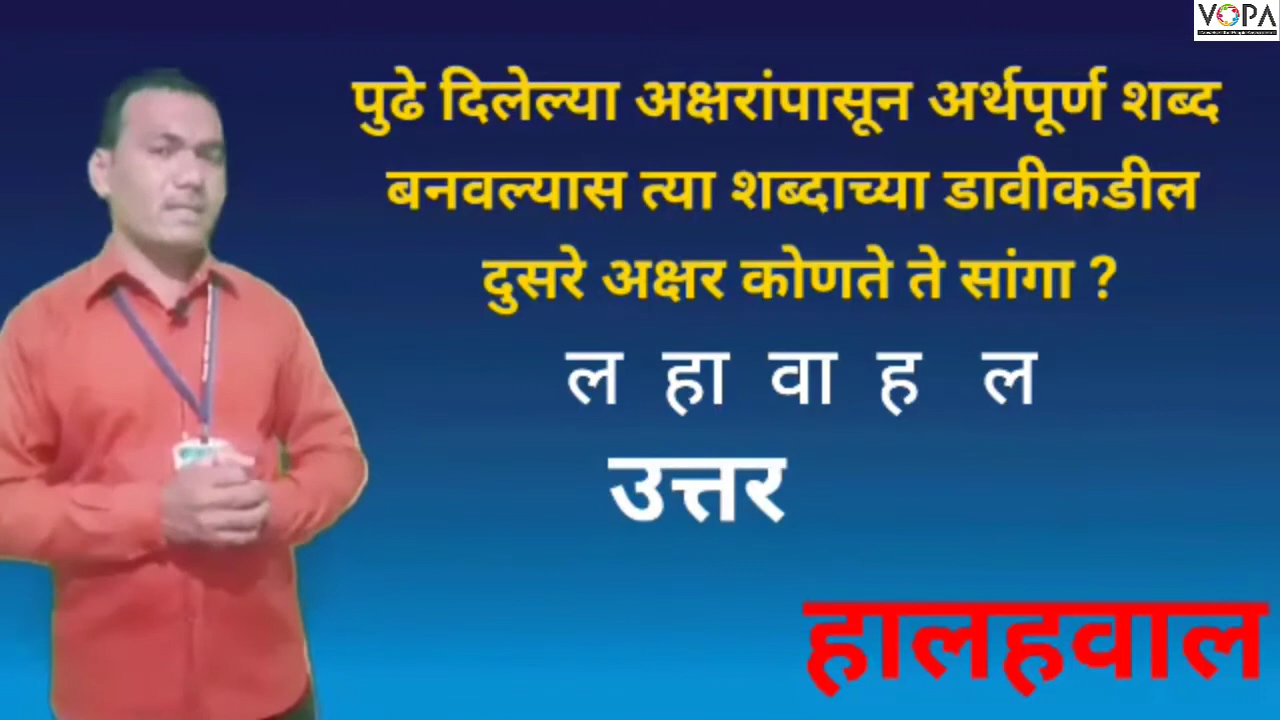 VOPA
पुढे दिलेल्या अक्षरांपासून अर्थपूर्ण शब्द
बनवल्यास त्या शब्दाच्या डावीकडील
दुसरे अक्षर कोणते ते सांगा ?
ल हा वा ह ल
उत्तर
हालहवाल